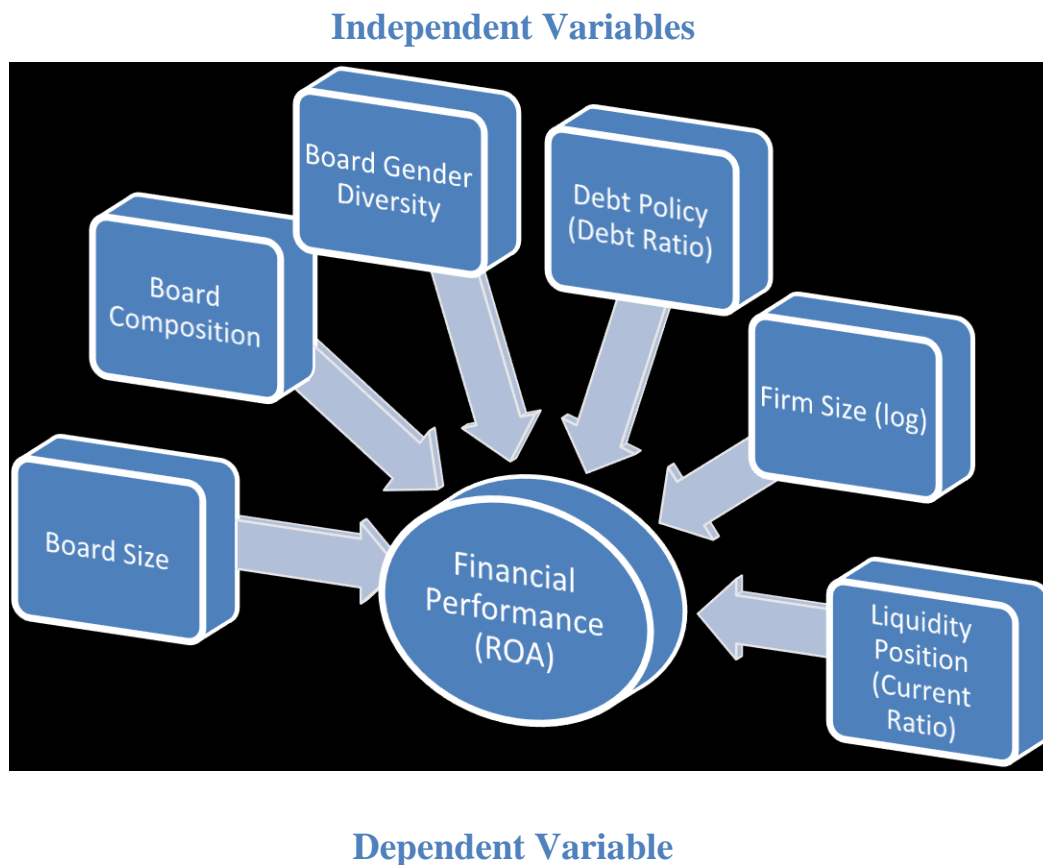 Independent Variables
Board Gender
Diversity
Debt Policy
(Debt Ratio)
Board
Composition
Firm Size (log)
Board Size
Financial
Performance
(ROA)
Liquidity
Position
(Current
Ratio)
Dependent Variable